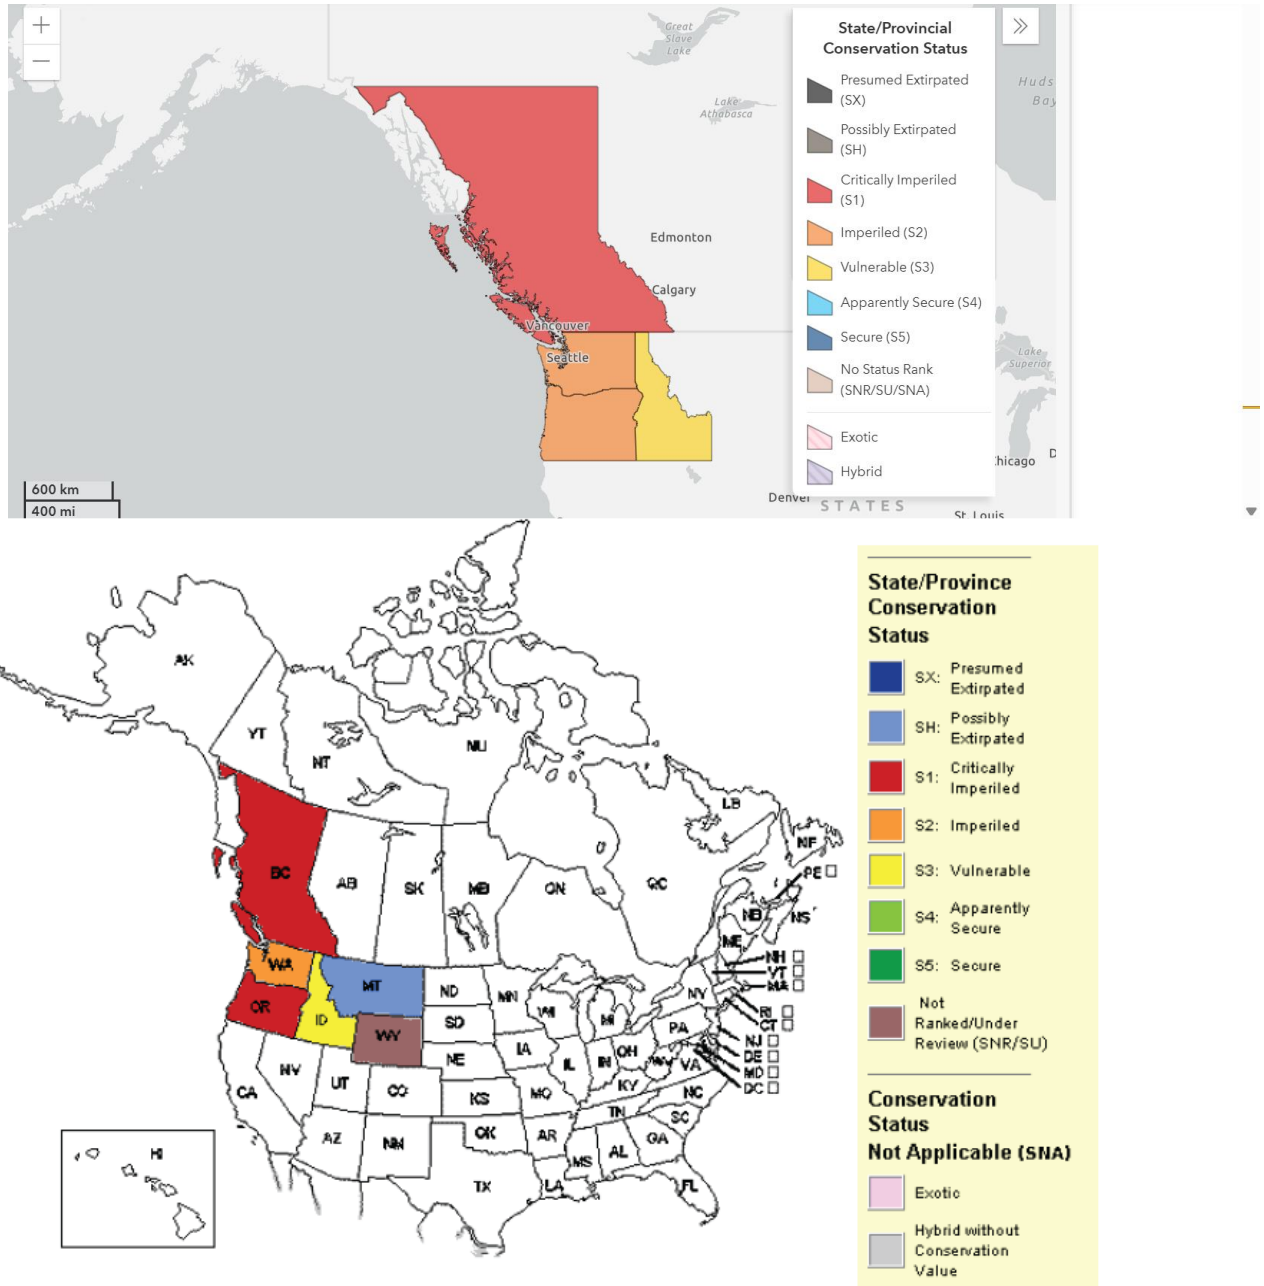 +
−
Great
Slave
Lake
Lake
Athabasca
Huds
Bay
Edmonton
Calgary
Vancouver
Seattle
Lake
Superior
Chicago
D
Denver
STATES
St. Louis
600 km
400 mi
State/Provincial
Conservation Status
Presumed Extirpated
(SX)
Possibly Extirpated
(SH)
Critically Imperiled
(S1)
Imperiled (S2)
Vulnerable (S3)
Apparently Secure (S4)
Secure (S5)
No Status Rank
(SNR/SU/SNA)
Exotic
Hybrid
AK
YT
NT
NU
BC
AB
SK
MB
ON
QC
LB
NF
PE
NB
NS
ME
NH
VT
MA
RI
CT
NJ
DE
MD
DC
WA
OR
ID
MT
WY
ND
SD
NE
KS
OK
TX
MN
IA
MO
AR
LA
WI
MI
IL
IN
OH
KY
TN
MS
AL
GA
FL
SC
NC
VA
WV
PA
NY
CA
NV
UT
CO
AZ
NM
HI
State/Province
Conservation
Status
SX: Presumed
Extirpated
SH: Possibly
Extirpated
S1: Critically
Imperiled
S2: Imperiled
S3: Vulnerable
S4: Apparently
Secure
S5: Secure
Not
Ranked/Under
Review (SNR/SU)
Conservation
Status
Not Applicable (SNA)
Exotic
Hybrid without
Conservation
Value